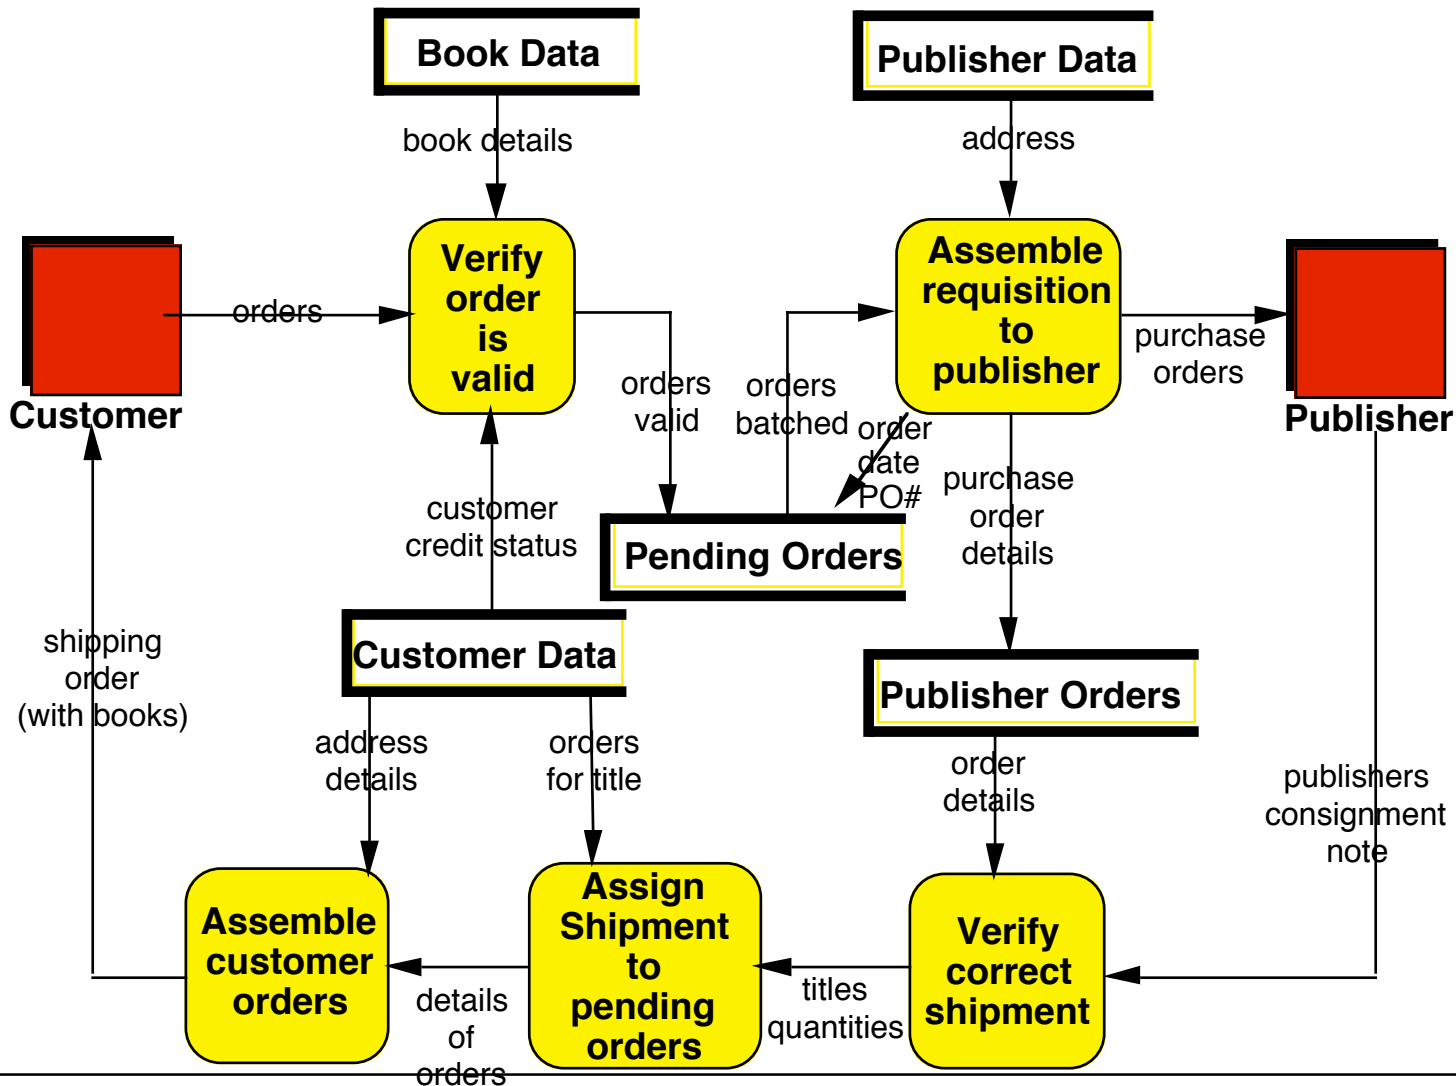 Book Data
Publisher Data
book details
address
Verify
order
is
valid
Assemble
requisition
to
publisher
orders
purchase
orders
Customer
Publisher
orders
valid
orders
batched
order
date
PO#
purchase
order
details
customer
credit status
Pending Orders
shipping
order
(with books)
Customer Data
Publisher Orders
address
details
orders
for title
order
details
publishers
consignment
note
Assemble
customer
orders
Assign
Shipment
to
pending
orders
Verify
correct
shipment
details
of
orders
titles
quantities